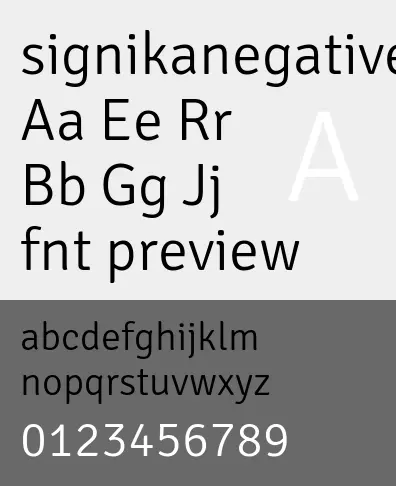 signikanegative
Aa Ee Rr
A
Bb Gg Jj
fnt preview
abcdefghijklm
nopqrstuvwxyz
0123456789